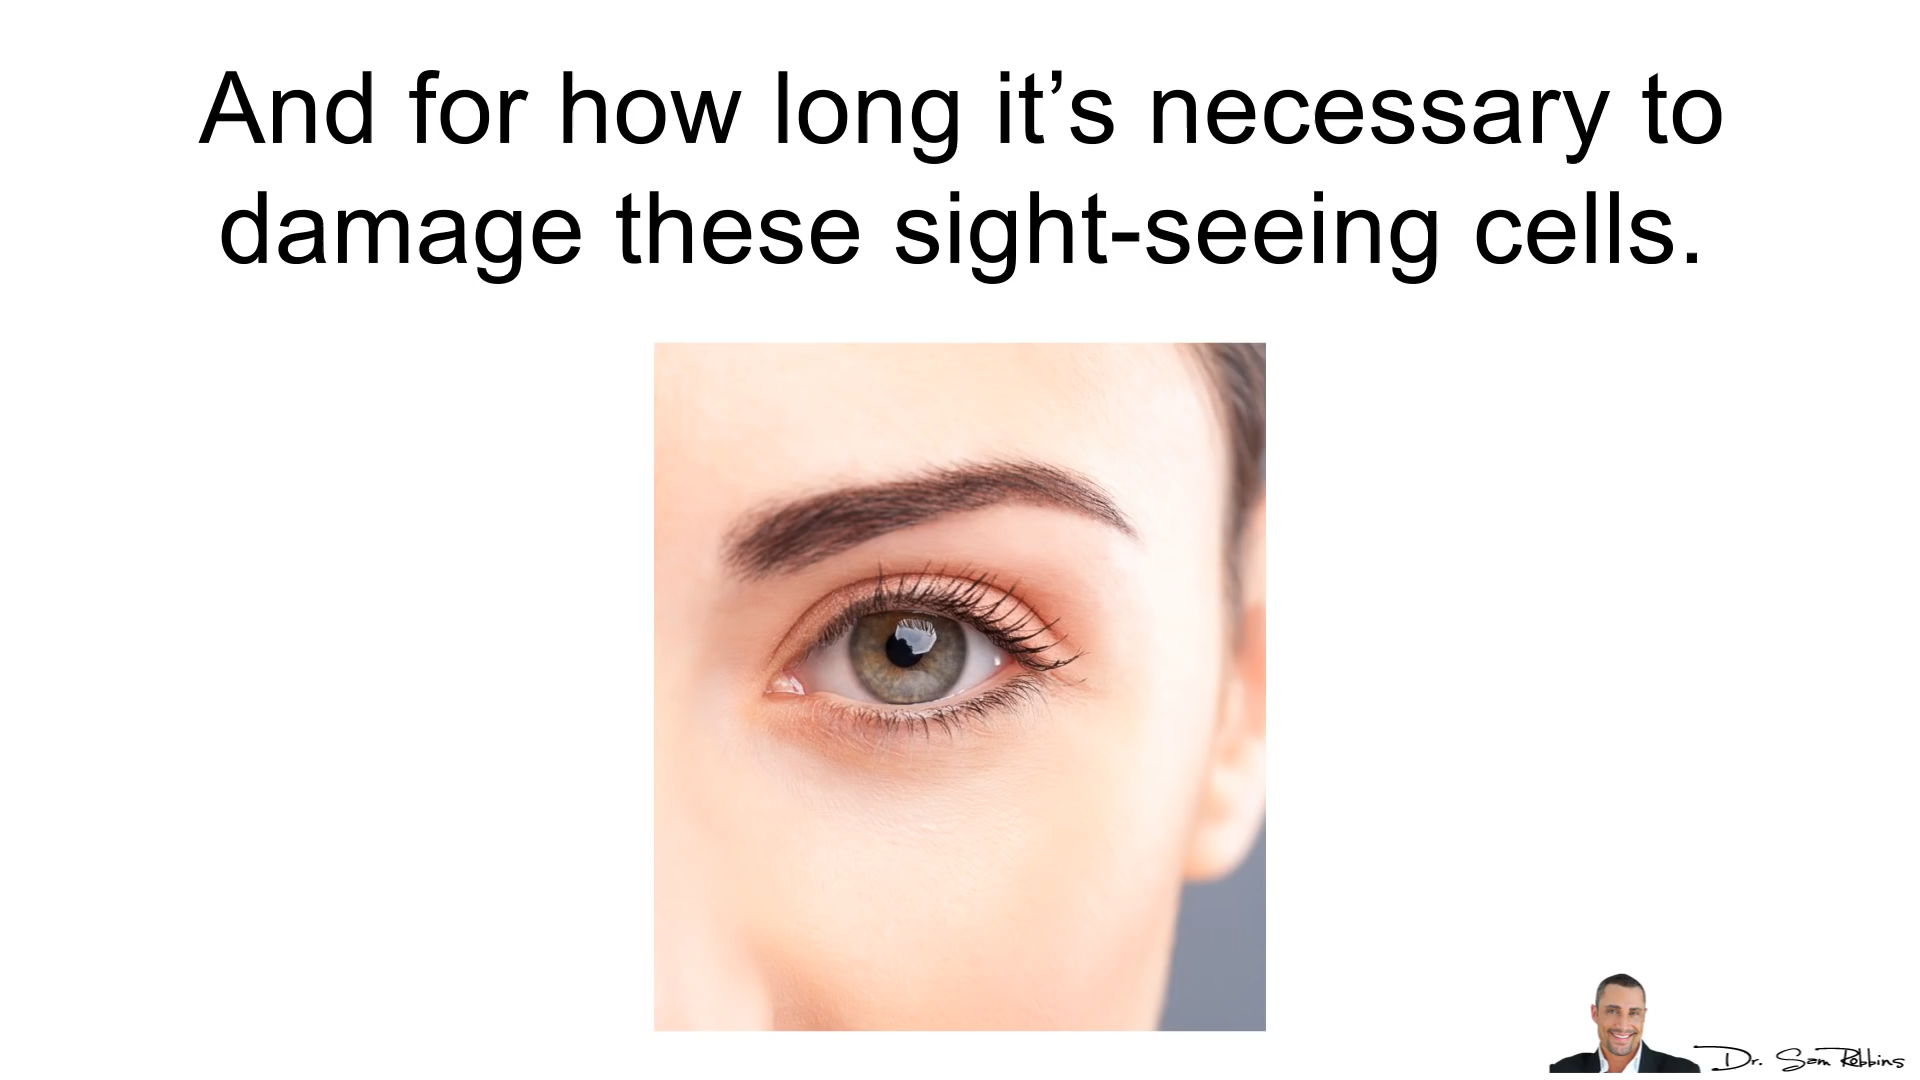 And for how long it’s necessary to
damage these sight-seeing cells.
Dr. Sam Robbins